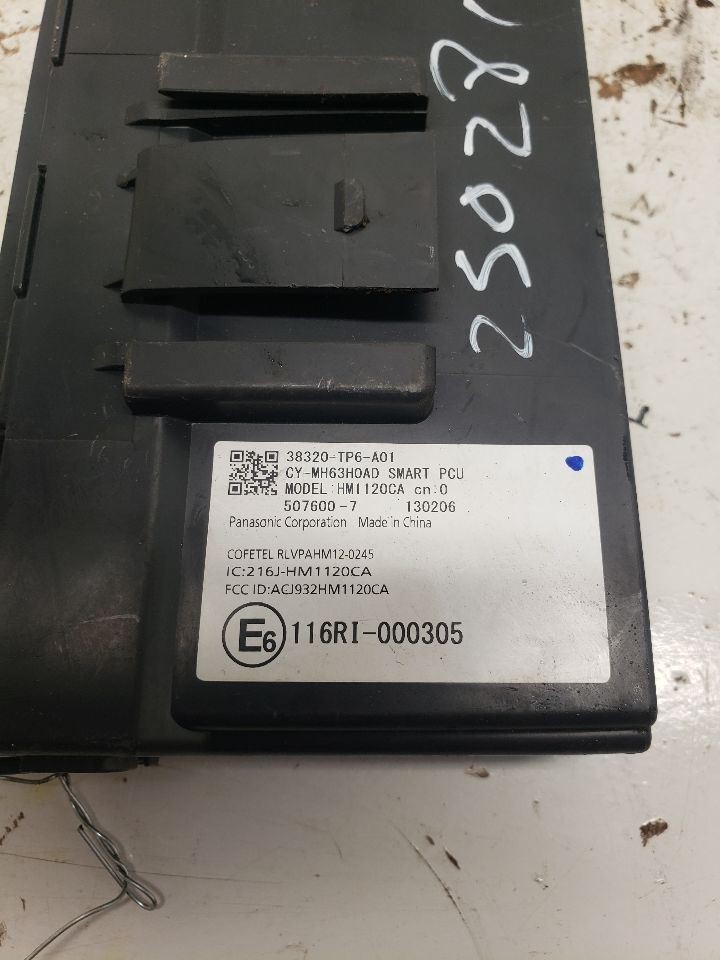 25028
38320-TP6-A01
CY-MH63H0AD SMART PCU
MODEL:HM1120CA cn:0
507600-7 130206
Panasonic Corporation Made in China
COFETEL RLVPAHM12-0245
IC:216J-HM1120CA
FCC ID:ACJ932HM1120CA
E6 116RI-000305